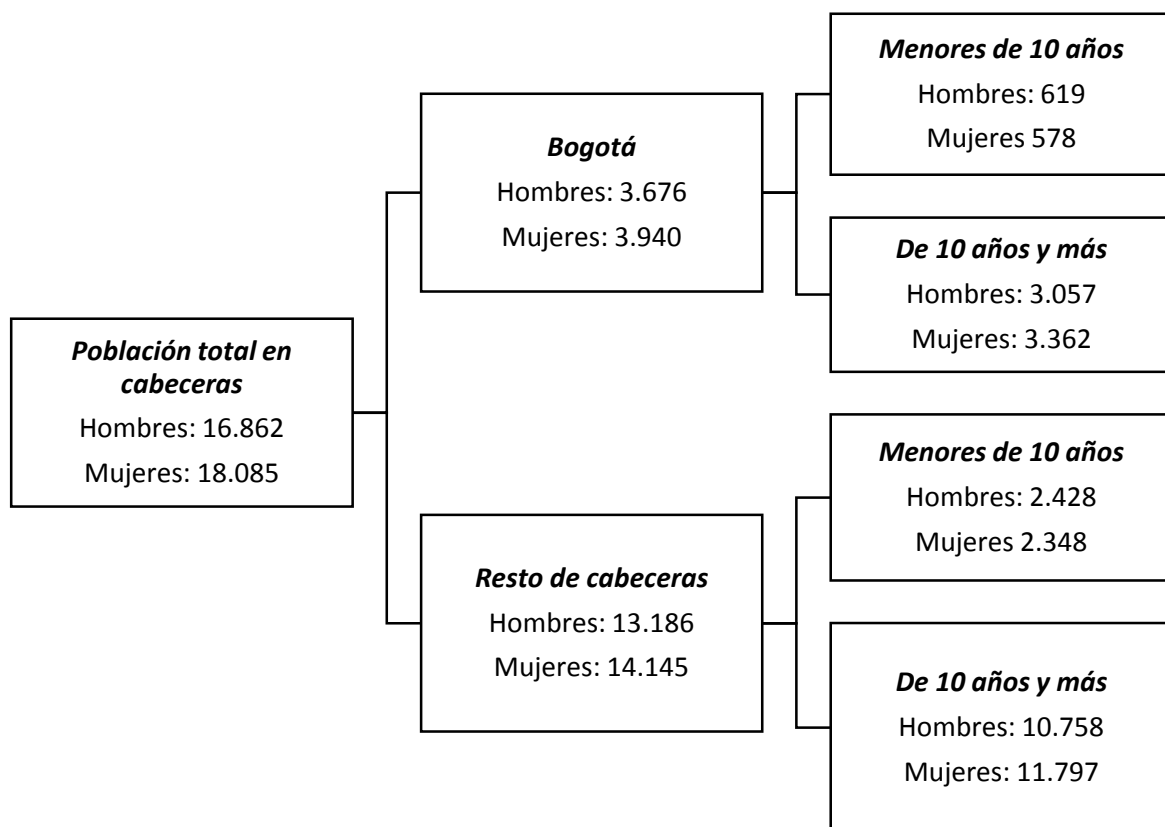 Población total en
cabeceras
Hombres: 16.862
Mujeres: 18.085
Bogotá
Hombres: 3.676
Mujeres: 3.940
Menores de 10 años
Hombres: 619
Mujeres 578
De 10 años y más
Hombres: 3.057
Mujeres: 3.362
Resto de cabeceras
Hombres: 13.186
Mujeres: 14.145
Menores de 10 años
Hombres: 2.428
Mujeres 2.348
De 10 años y más
Hombres: 10.758
Mujeres: 11.797